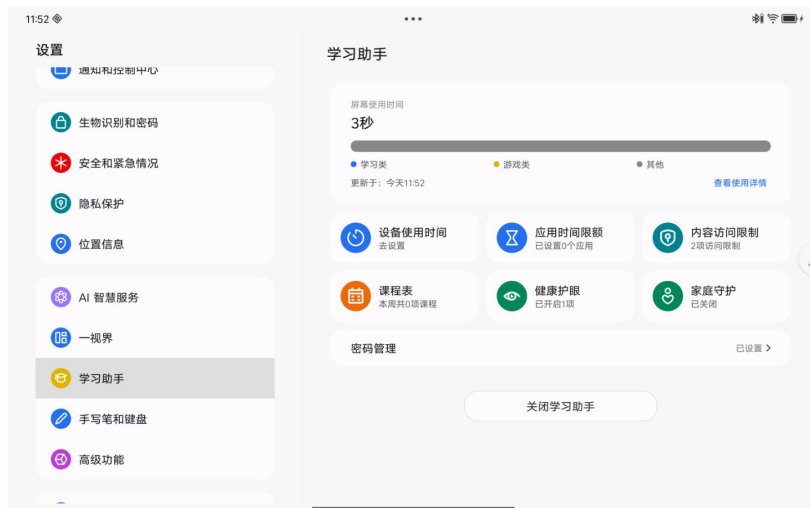 11:52
设置
通知和控制中心
生物识别和密码
安全和紧急情况
隐私保护
位置信息
AI 智慧服务
一视界
学习助手
手写笔和键盘
高级功能
学习助手
屏幕使用时间
3秒
学习类
游戏类
其他
更新于：今天11:52
查看使用详情
设备使用时间
去设置
应用时间限额
已设置0个应用
内容访问限制
2项访问限制
课程表
本周共0项课程
健康护眼
已开启1项
家庭守护
已关闭
密码管理
已设置
关闭学习助手